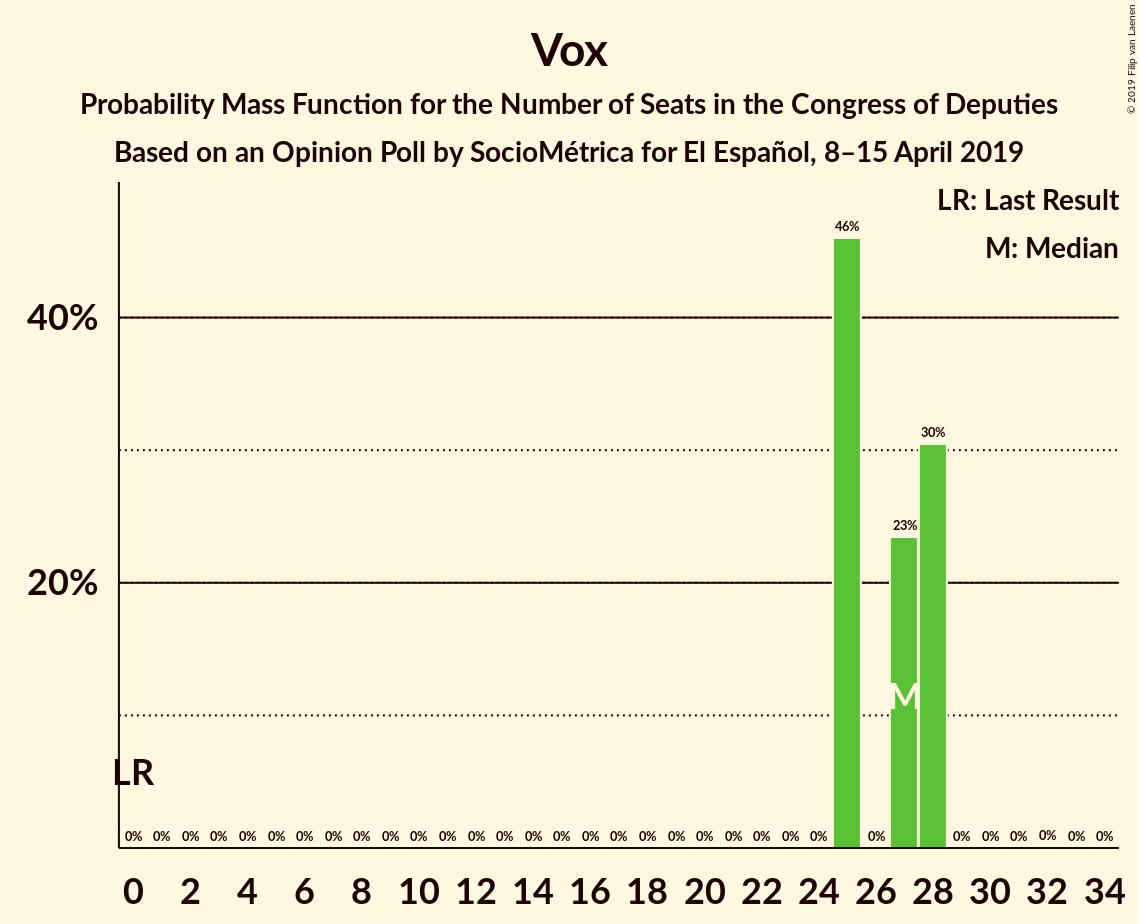 Vox
Probability Mass Function for the Number of Seats in the Congress of Deputies
Based on an Opinion Poll by SocioMétrica for El Español, 8–15 April 2019
© 2019 Filip van Laenen
LR: Last Result
M: Median
46%
40%
30%
23%
20%
M
LR
0% 0% 0% 0% 0% 0% 0% 0% 0% 0% 0% 0% 0% 0% 0% 0% 0% 0% 0% 0% 0% 0% 0% 0% 0% 0% 0% 0% 0% 0% 0% 0%
0 2 4 6 8 10 12 14 16 18 20 22 24 26 28 30 32 34